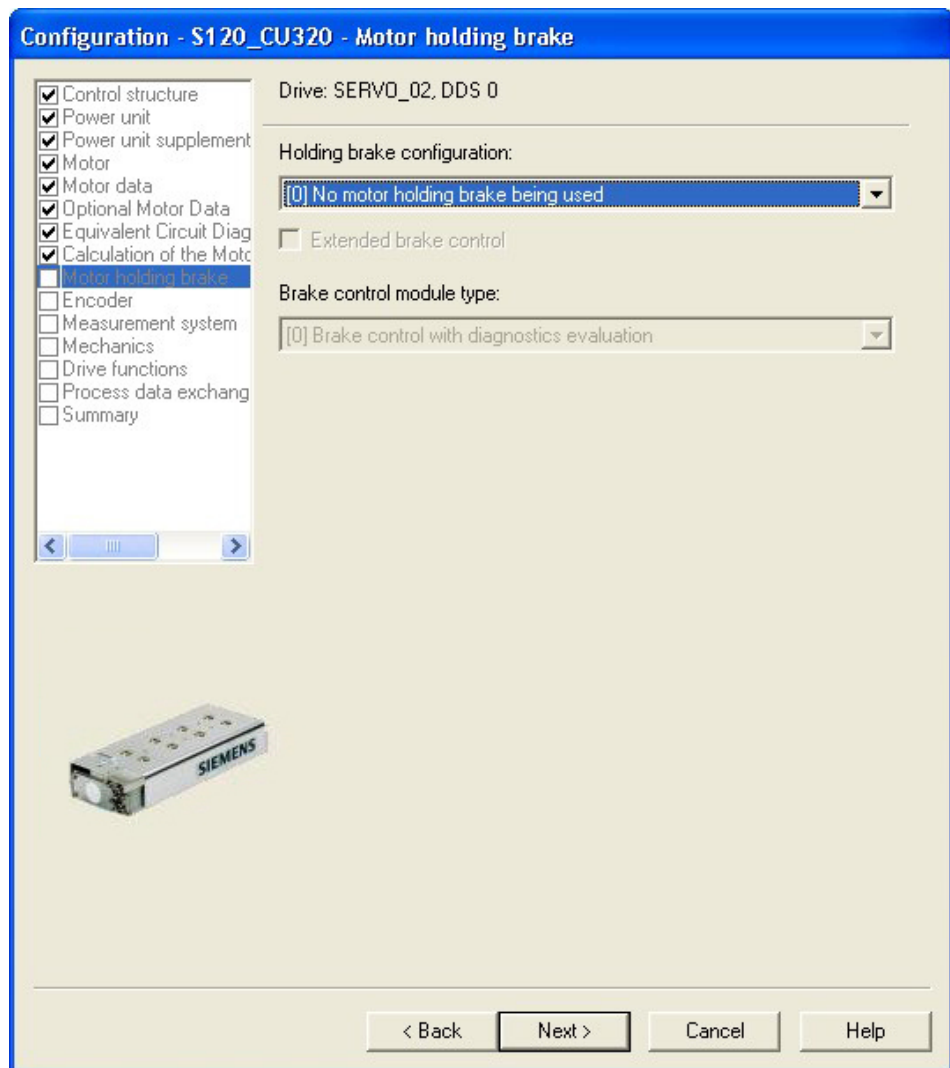 Configuration - S120_CU320 - Motor holding brake
Control structure
Power unit
Power unit supplement
Motor
Motor data
Optional Motor Data
Equivalent Circuit Diag
Calculation of the Moto
Motor holding brake
Encoder
Measurement system
Mechanics
Drive functions
Process data exchang
Summary
Drive: SERVO_02, DDS 0
Holding brake configuration:
[0] No motor holding brake being used
Extended brake control
Brake control module type:
[0] Brake control with diagnostics evaluation
SIEMENS
< Back
Next >
Cancel
Help